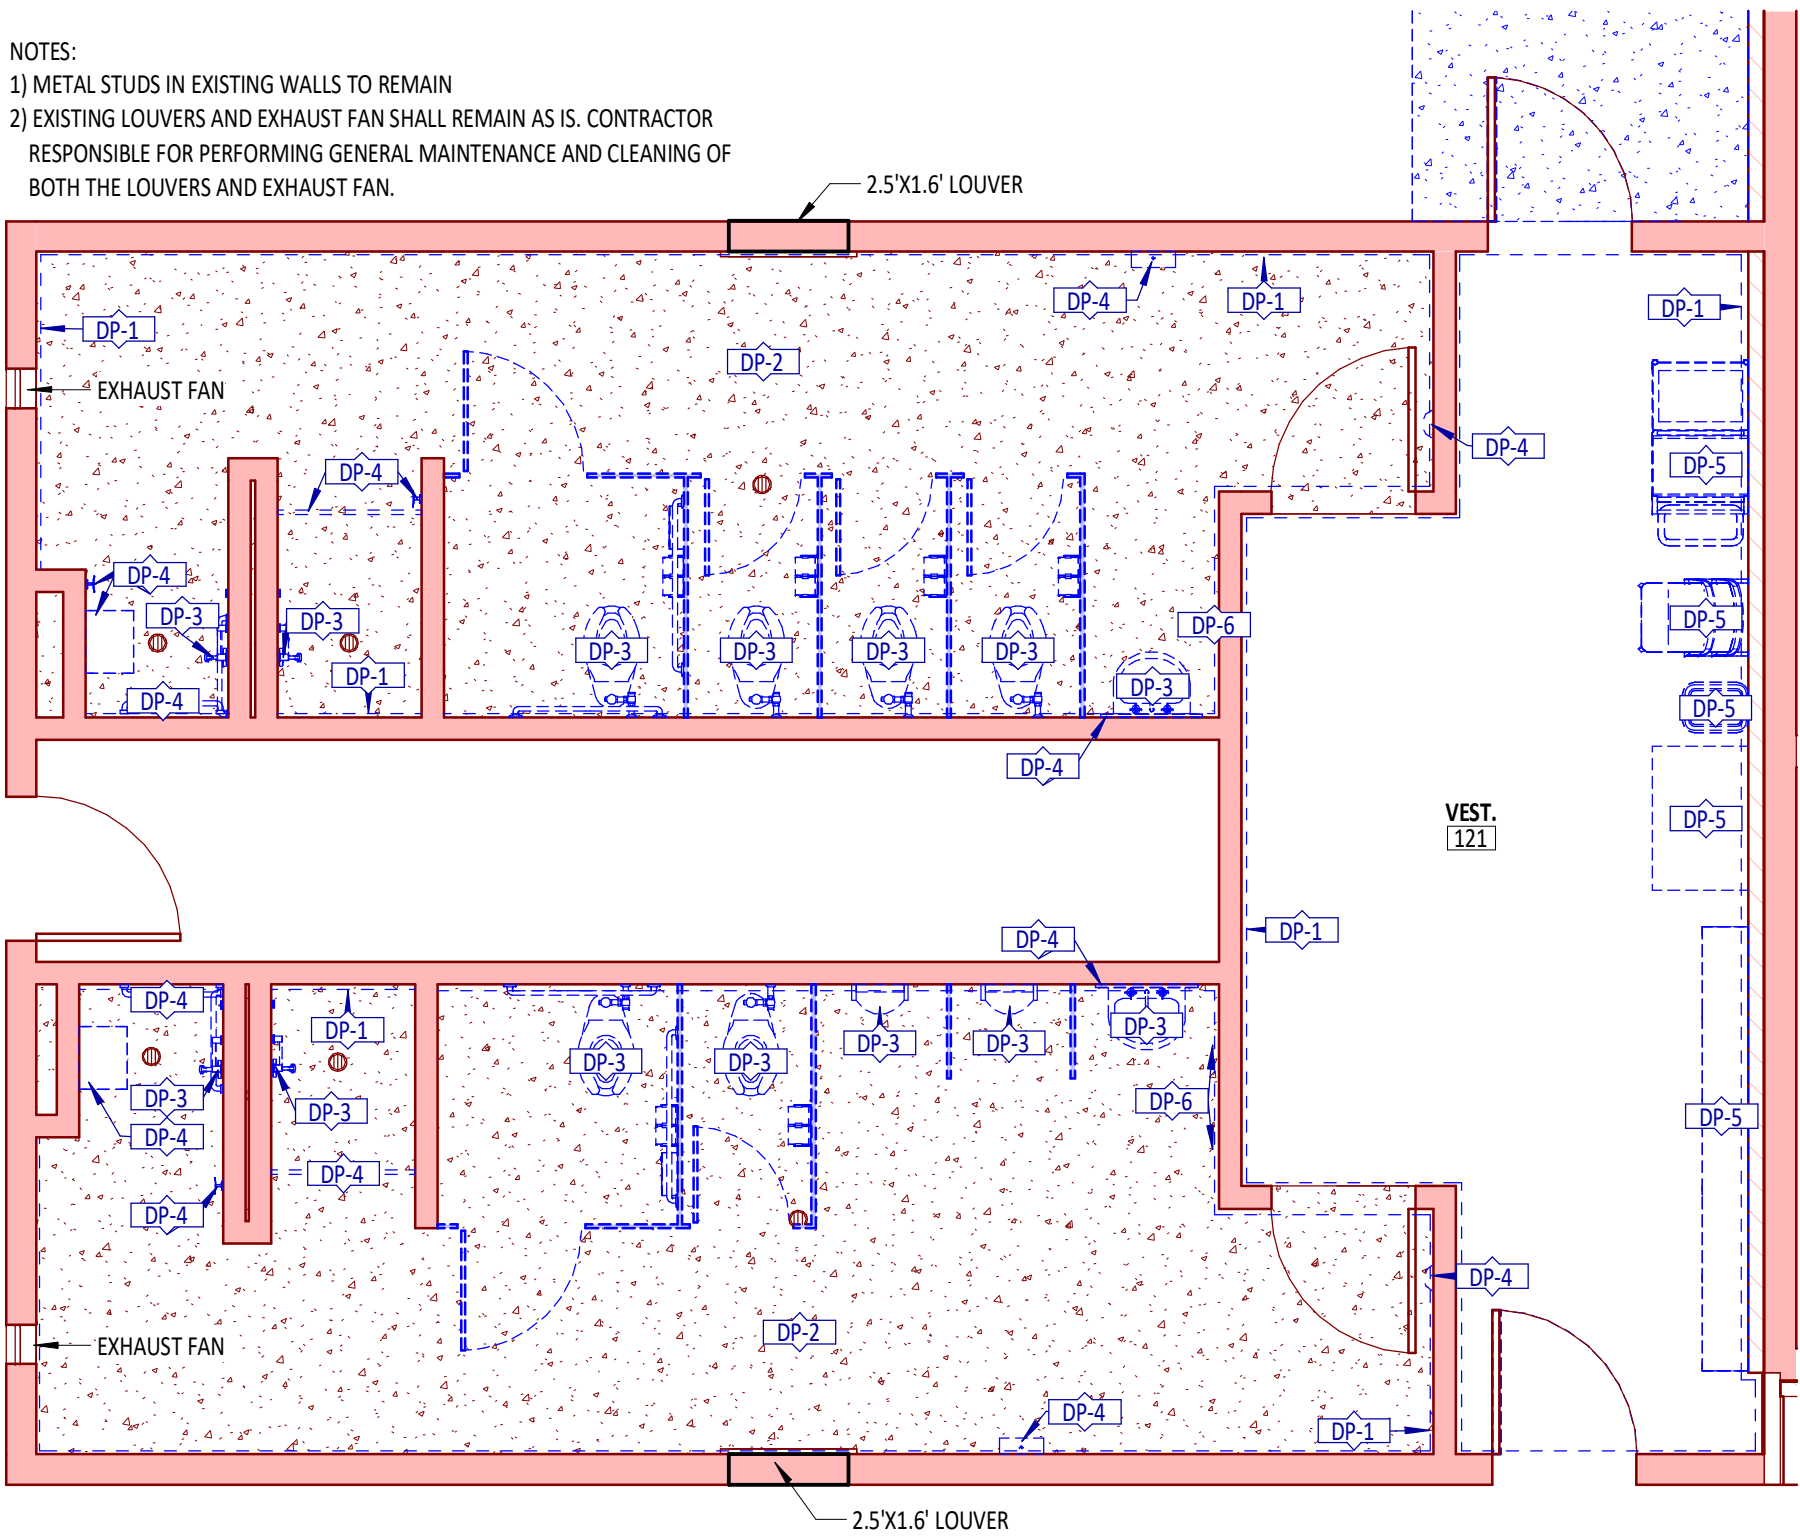 NOTES:
1) METAL STUDS IN EXISTING WALLS TO REMAIN
2) EXISTING LOUVERS AND EXHAUST FAN SHALL REMAIN AS IS. CONTRACTOR
RESPONSIBLE FOR PERFORMING GENERAL MAINTENANCE AND CLEANING OF
BOTH THE LOUVERS AND EXHAUST FAN.
2.5'X1.6' LOUVER
DP-4
DP-1
DP-1
DP-1
DP-2
EXHAUST FAN
DP-4
DP-4
DP-5
DP-4
DP-3
DP-3
DP-6
DP-5
DP-3
DP-3
DP-3
DP-3
DP-1
DP-4
DP-3
DP-5
DP-4
VEST.
121
DP-5
DP-4
DP-1
DP-4
DP-1
DP-3
DP-3
DP-3
DP-3
DP-3
DP-3
DP-3
DP-6
DP-4
DP-5
DP-4
DP-4
DP-4
DP-2
EXHAUST FAN
DP-4
DP-1
2.5'X1.6' LOUVER